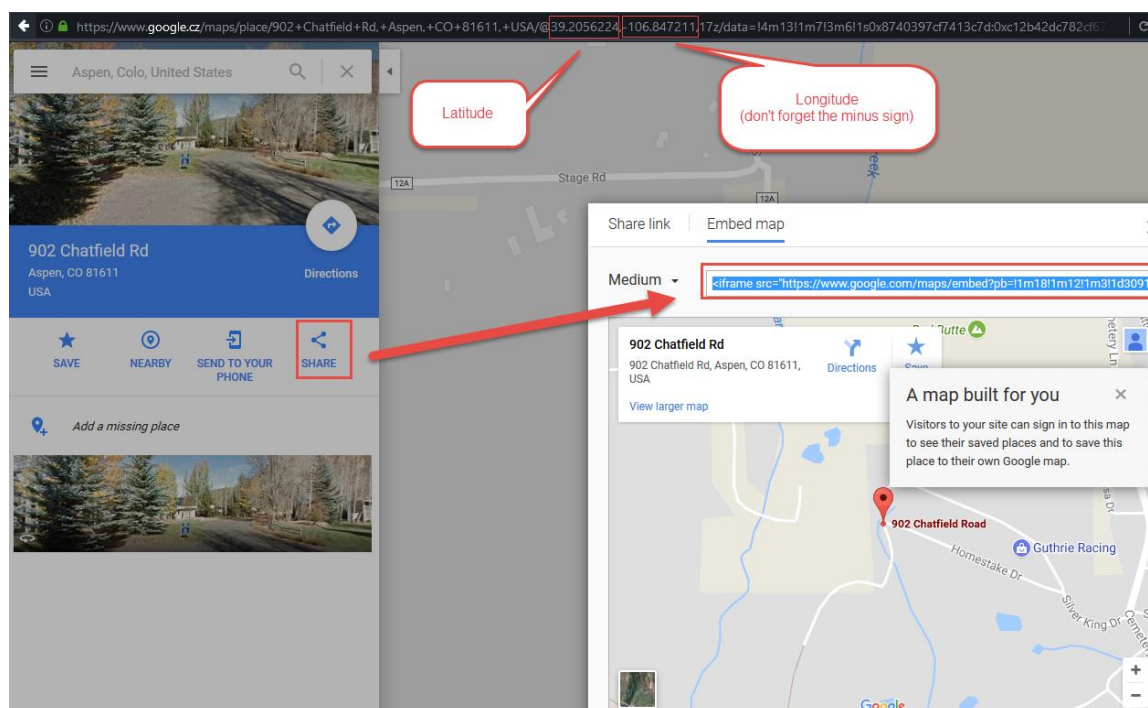 https://www.google.cz/maps/place/902+Chatfield+Rd,+Aspen,+CO+81611,+USA/@39.2056224,-106.847211,17z/data=!4m13!1m7!3m6!1s0x8740397cf7413c7d:0xc12b42dc782cf67
Aspen, Colo, United States
Latitude
Longitude
(don't forget the minus sign)
12A
Stage Rd
12A
902 Chatfield Rd
Aspen, CO 81611
USA
Directions
SAVE
NEARBY
SEND TO YOUR
PHONE
SHARE
Add a missing place
Share link
Embed map
Medium
<iframe src="https://www.google.com/maps/embed?pb=!1m18!1m12!1m3!1d3091
902 Chatfield Rd
902 Chatfield Rd, Aspen, CO 81611,
USA
View larger map
Directions
Save
Butte
A map built for you
Visitors to your site can sign in to this map
to see their saved places and to save this
place to their own Google map.
902 Chatfield Road
Guthrie Racing
Homestake Dr
Silver King Dr
Google